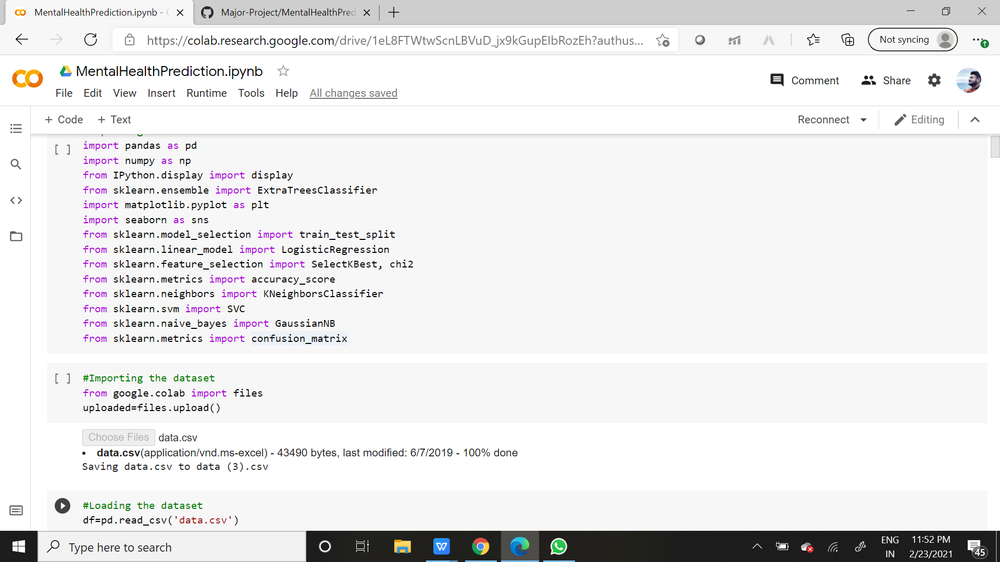 MentalHealthPrediction.ipynb -
Major-Project/MentalHealthPred
https://colab.research.google.com/drive/1eL8FTWtwScnLBVuD_jx9kGupEIbRozEh?authus...
Not syncing
MentalHealthPrediction.ipynb
Comment
Share
File Edit View Insert Runtime Tools Help All changes saved
+ Code + Text
Reconnect
Editing
[ ] import pandas as pd
import numpy as np
from IPython.display import display
from sklearn.ensemble import ExtraTreesClassifier
import matplotlib.pyplot as plt
import seaborn as sns
from sklearn.model_selection import train_test_split
from sklearn.linear_model import LogisticRegression
from sklearn.feature_selection import SelectKBest, chi2
from sklearn.metrics import accuracy_score
from sklearn.neighbors import KNeighborsClassifier
from sklearn.svm import SVC
from sklearn.naive_bayes import GaussianNB
from sklearn.metrics import confusion_matrix
[ ] #Importing the dataset
from google.colab import files
uploaded=files.upload()
Choose Files data.csv
• data.csv(application/vnd.ms-excel) - 43490 bytes, last modified: 6/7/2019 - 100% done
Saving data.csv to data (3).csv
#Loading the dataset
df=pd.read_csv('data.csv')
Type here to search
W
ENG
IN
11:52 PM
2/23/2021
45